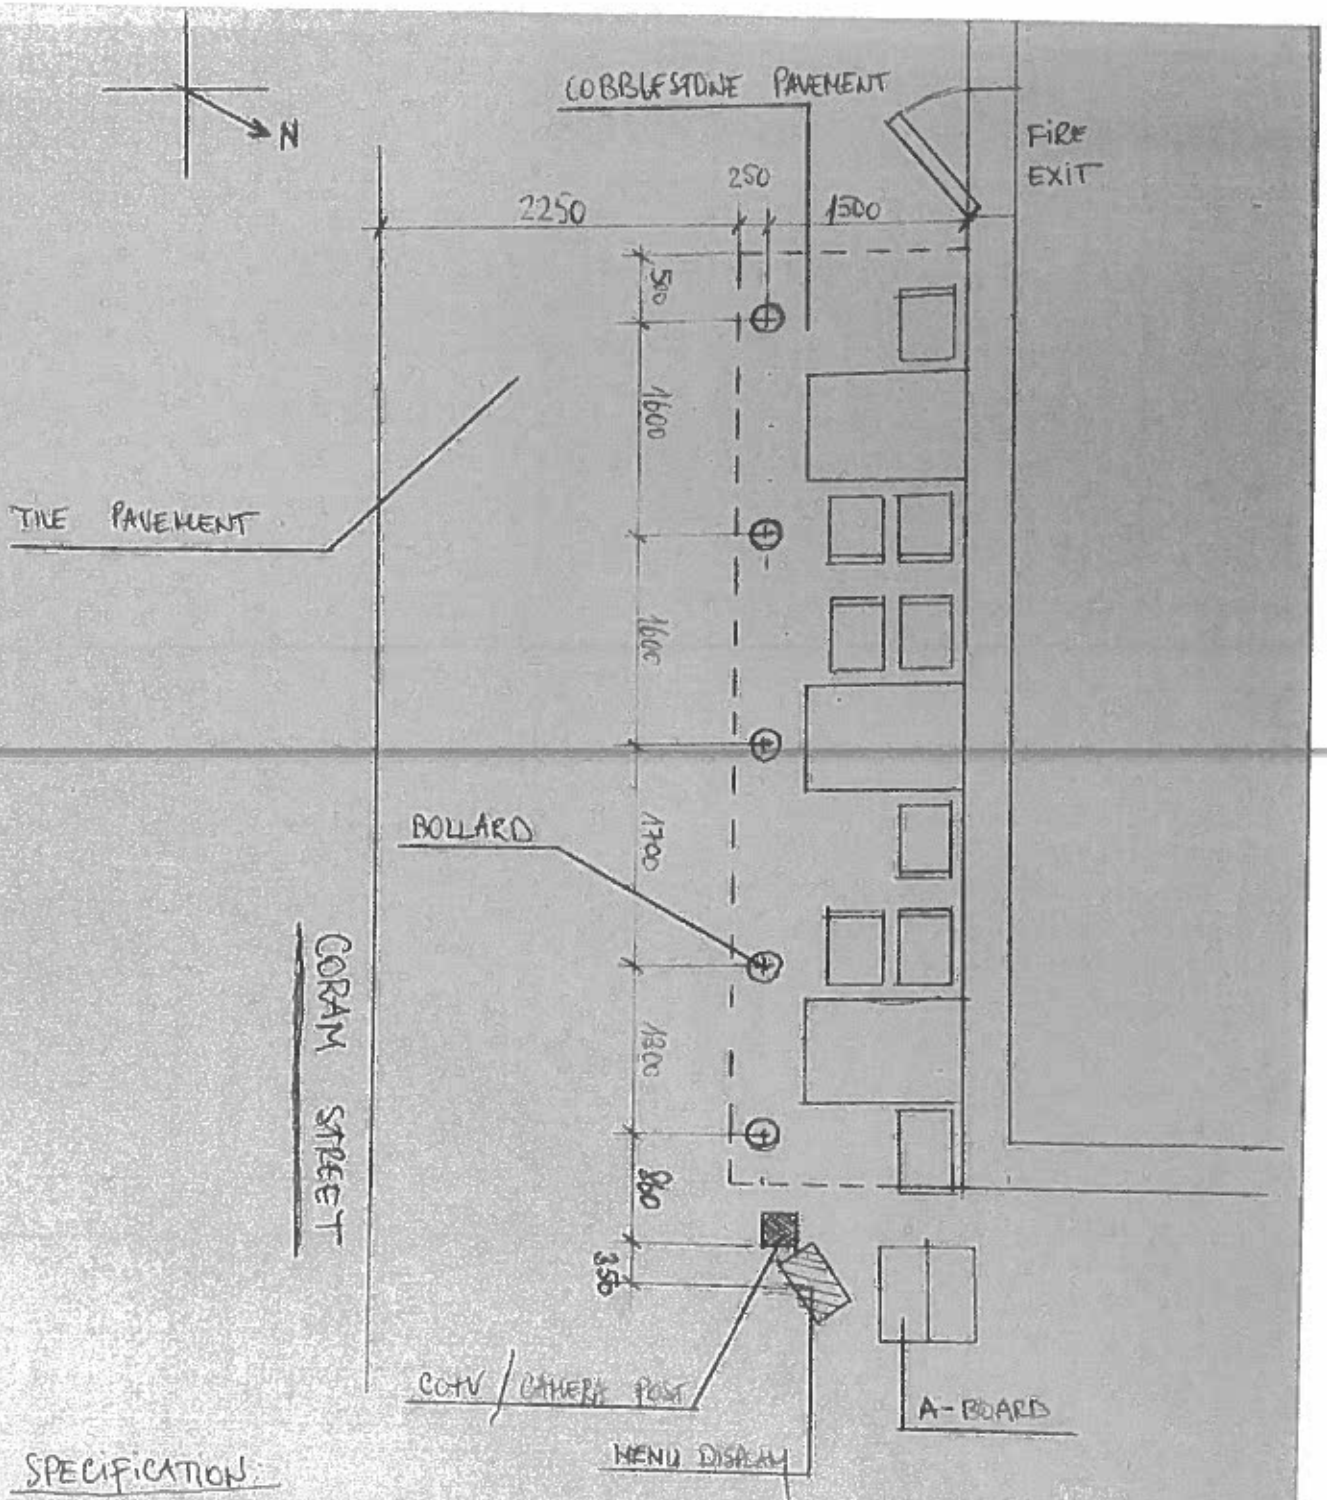 COBBLESTONE PAVEMENT
N
FIRE
EXIT
250
2250
1500
500
1600
TILE PAVEMENT
1600
BOLLARD
1700
CORAM STREET
1300
860
350
CCTV / CAMERA POST
A-BOARD
MENU DISPLAY
SPECIFICATION: